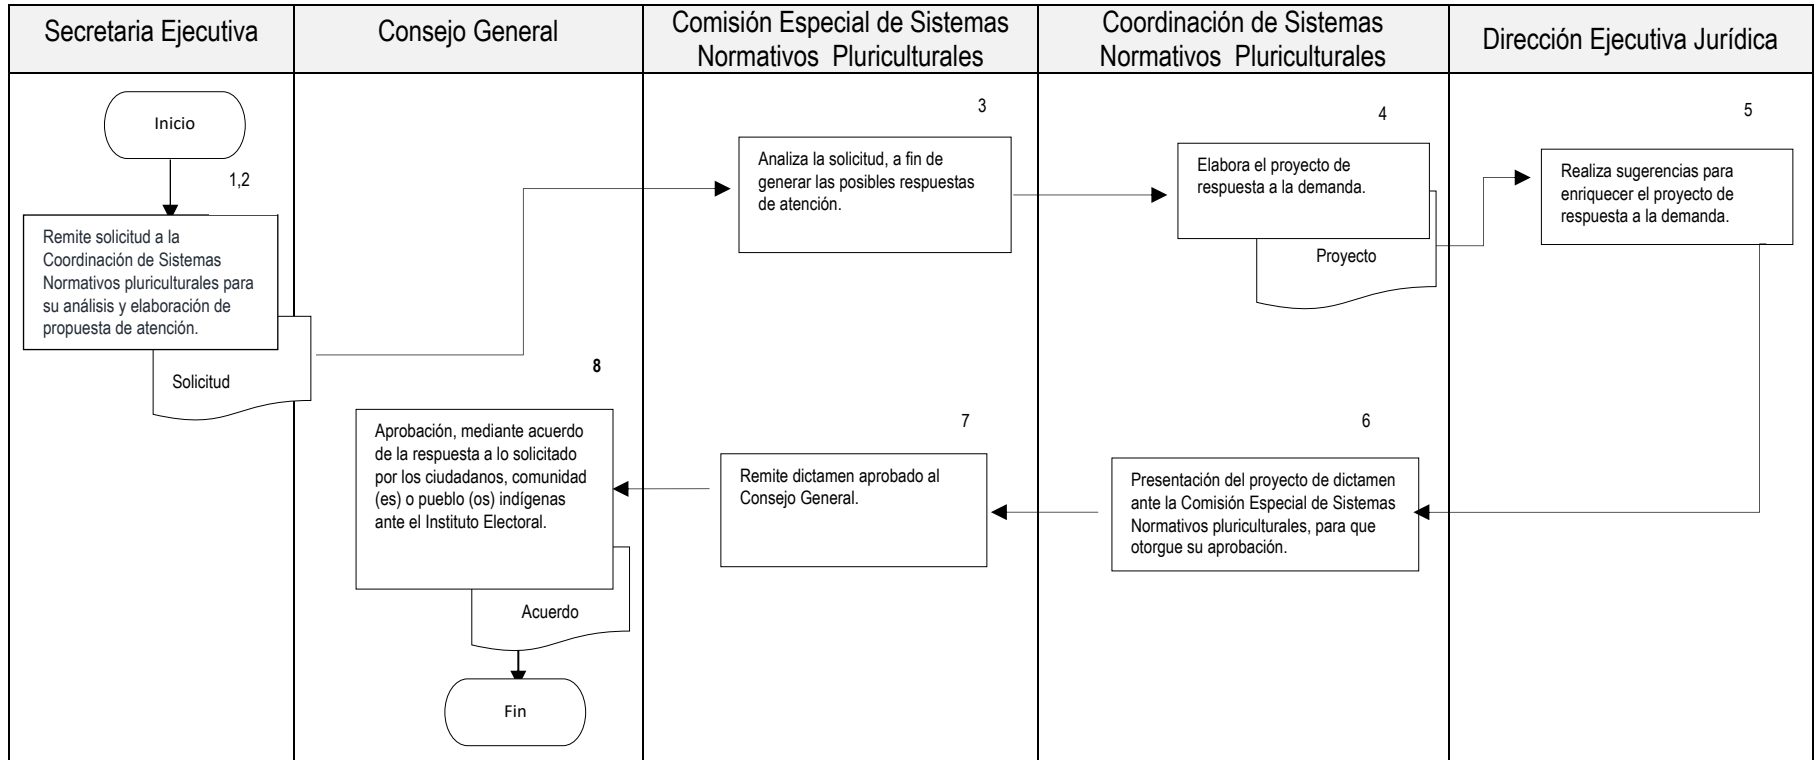 Secretaria Ejecutiva
Consejo General
Comisión Especial de Sistemas
Normativos Pluriculturales
Coordinación de Sistemas
Normativos Pluriculturales
Dirección Ejecutiva Jurídica
Inicio
1,2
Remite solicitud a la
Coordinación de Sistemas
Normativos pluriculturales para
su análisis y elaboración de
propuesta de atención.
Solicitud
3
Analiza la solicitud, a fin de
generar las posibles respuestas
de atención.
4
Elabora el proyecto de
respuesta a la demanda.
Proyecto
5
Realiza sugerencias para
enriquecer el proyecto de
respuesta a la demanda.
6
Presentación del proyecto de dictamen
ante la Comisión Especial de Sistemas
Normativos pluriculturales, para que
otorgue su aprobación.
7
Remite dictamen aprobado al
Consejo General.
8
Aprobación, mediante acuerdo
de la respuesta a lo solicitado
por los ciudadanos, comunidad
(es) o pueblo (os) indígenas
ante el Instituto Electoral.
Acuerdo
Fin